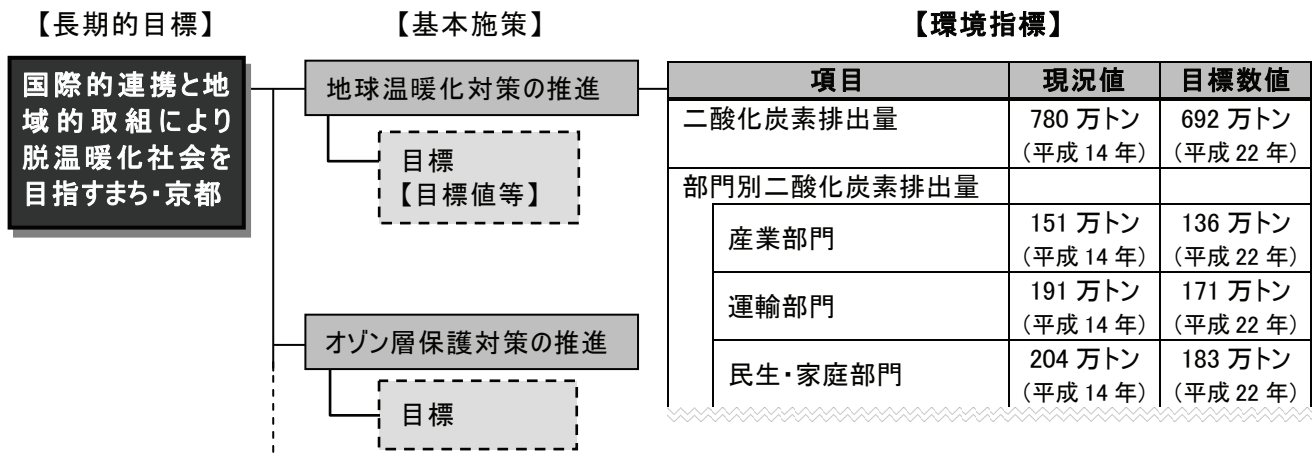 【長期的目標】
【基本施策】
【環境指標】
国際的連携と地
域的取組により
脱温暖化社会を
目指すまち・京都
地球温暖化対策の推進
目標
【目標値等】
オゾン層保護対策の推進
目標
項目 現況値 目標数値
二酸化炭素排出量 780 万トン 692 万トン
（平成 14 年） （平成 22 年）
部門別二酸化炭素排出量
産業部門 151 万トン 136 万トン
（平成 14 年） （平成 22 年）
運輸部門 191 万トン 171 万トン
（平成 14 年） （平成 22 年）
民生・家庭部門 204 万トン 183 万トン
（平成 14 年） （平成 22 年）